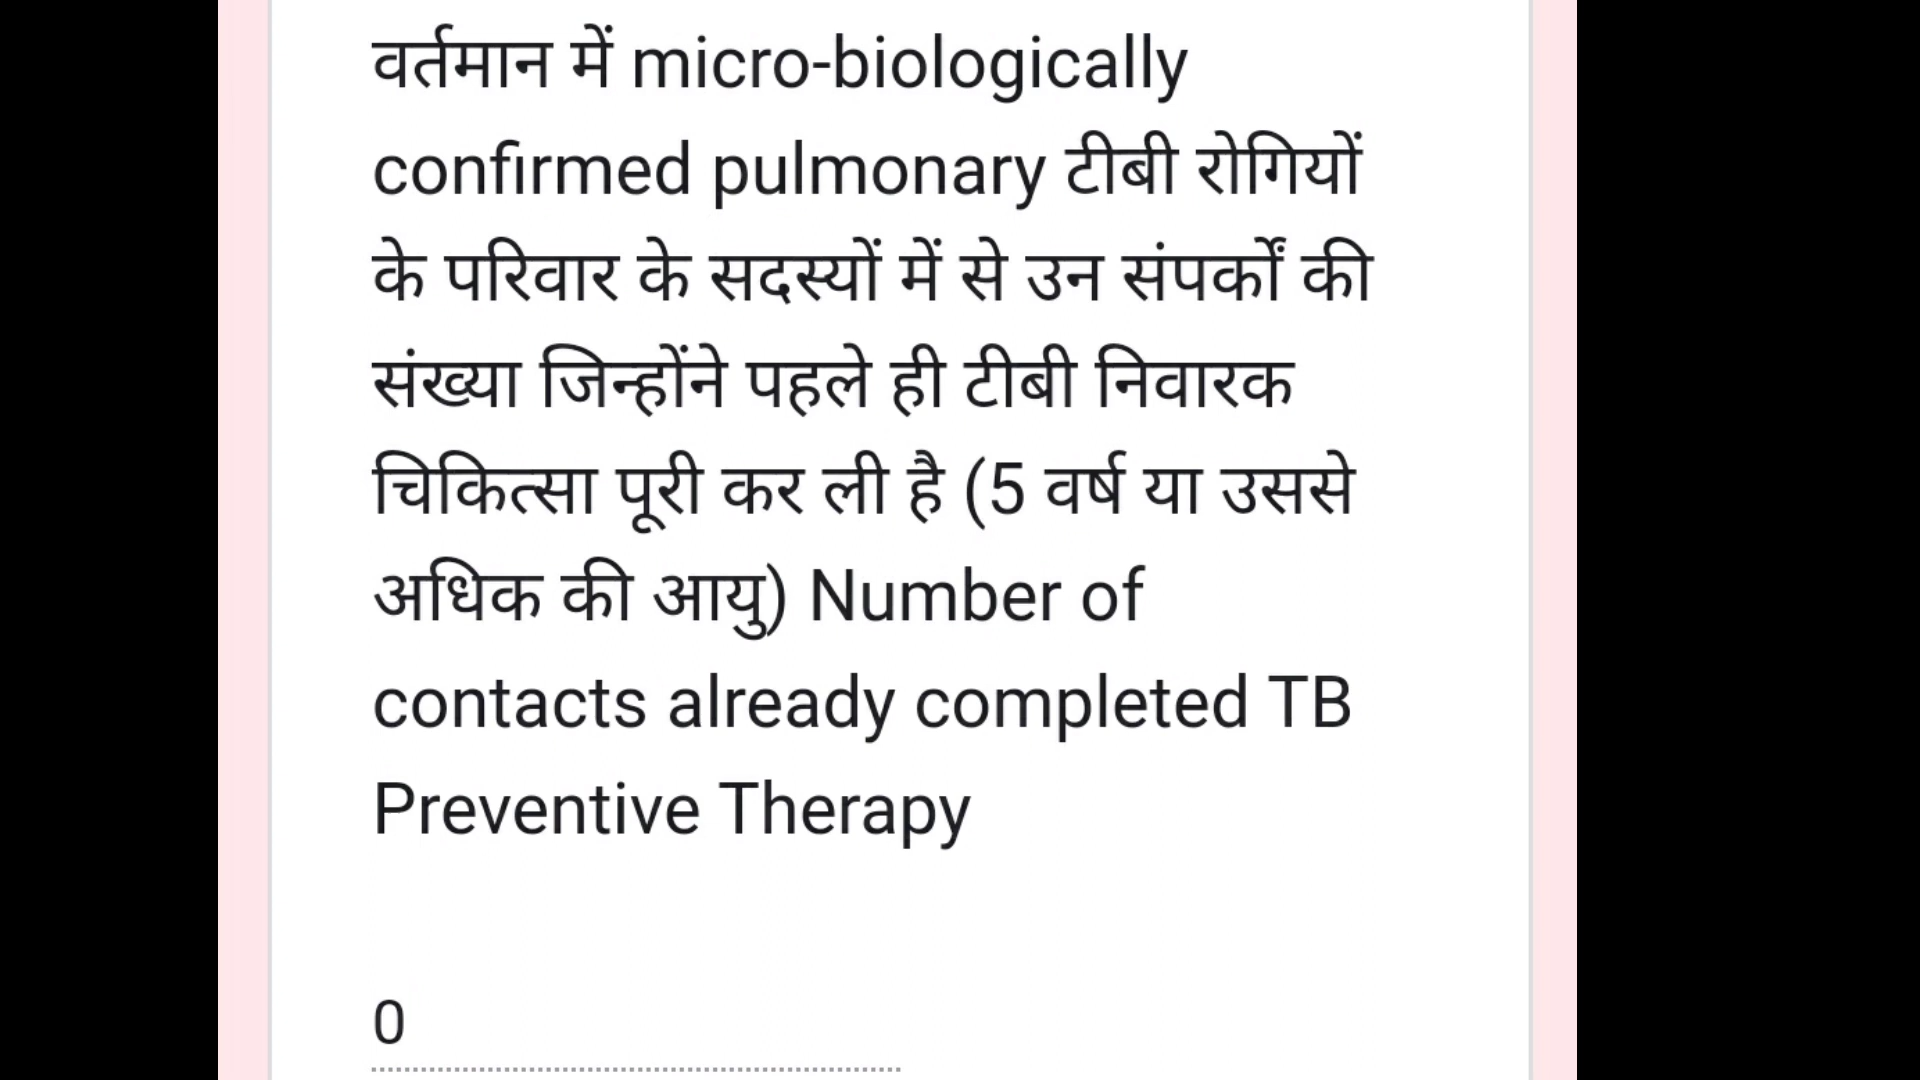 वर्तमान में micro-biologically
confirmed pulmonary टीबी रोगियों
के परिवार के सदस्यों में से उन संपर्कों की
संख्या जिन्होंने पहले ही टीबी निवारक
चिकित्सा पूरी कर ली है (5 वर्ष या उससे
अधिक की आयु) Number of
contacts already completed TB
Preventive Therapy
0